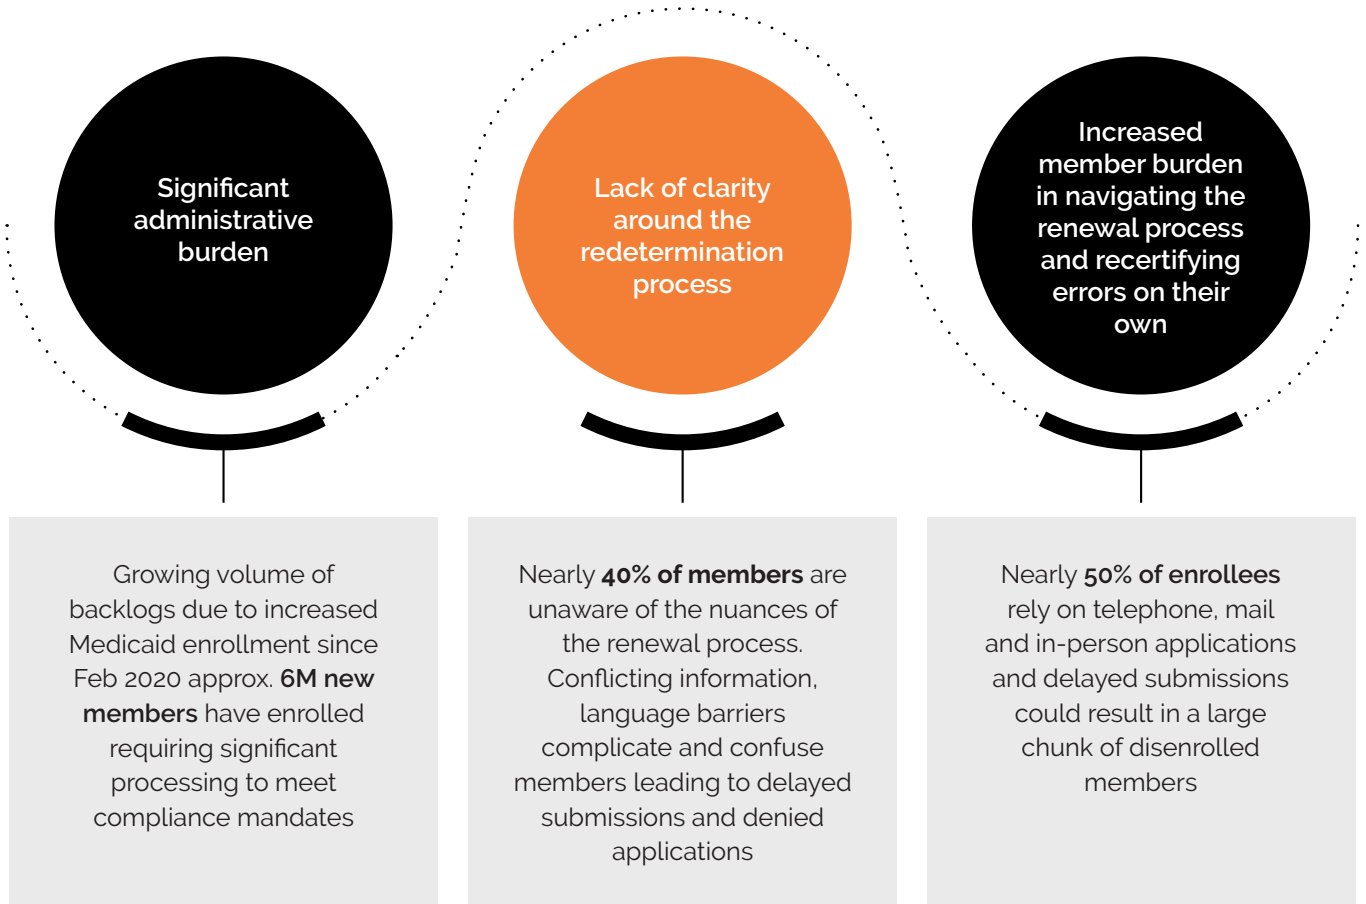 Significant
administrative
burden
Lack of clarity
around the
redetermination
process
Increased
member burden
in navigating the
renewal process
and recertifying
errors on their
own
Growing volume of
backlogs due to increased
Medicaid enrollment since
Feb 2020 approx. 6M new
members have enrolled
requiring significant
processing to meet
compliance mandates
Nearly 40% of members are
unaware of the nuances of
the renewal process.
Conflicting information,
language barriers
complicate and confuse
members leading to delayed
submissions and denied
applications
Nearly 50% of enrollees
rely on telephone, mail
and in-person applications
and delayed submissions
could result in a large
chunk of disenrolled
members